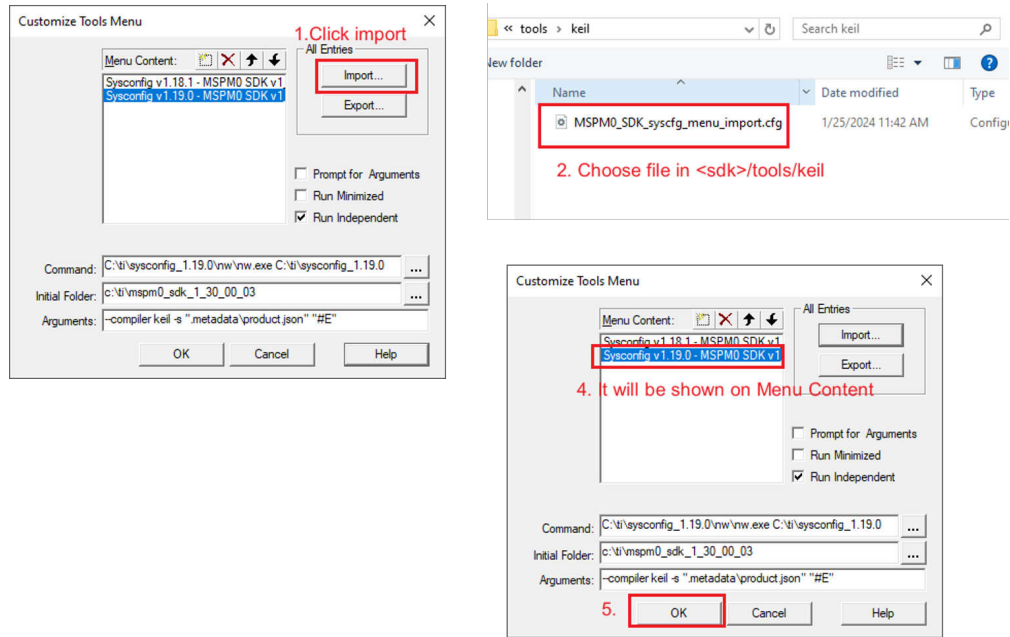 Customize Tools Menu
1.Click import
Menu Content:
All Entries
Sysconfig v1.18.1 - MSPM0 SDK v1
Sysconfig v1.19.0 - MSPM0 SDK v1
Import...
Export...
Prompt for Arguments
Run Minimized
Run Independent
Command: C:\ti\sysconfig_1.19.0\nw\nw.exe C:\ti\sysconfig_1.19.0 ...
Initial Folder: c:\ti\mspm0_sdk_1_30_00_03 ...
Arguments: --compiler keil -s ".metadata\product.json" "#E"
OK Cancel Help
« tools › keil Search keil
New folder
Name Date modified Type
MSPM0_SDK_syscfg_menu_import.cfg 1/25/2024 11:42 AM Config
2. Choose file in <sdk>/tools/keil
Customize Tools Menu
Menu Content:
All Entries
Sysconfig v1.18.1 - MSPM0 SDK v1
Sysconfig v1.19.0 - MSPM0 SDK v1
Import...
Export...
4. It will be shown on Menu Content
Prompt for Arguments
Run Minimized
Run Independent
Command: C:\ti\sysconfig_1.19.0\nw\nw.exe C:\ti\sysconfig_1.19.0 ...
Initial Folder: c:\ti\mspm0_sdk_1_30_00_03 ...
Arguments: --compiler keil -s ".metadata\product.json" "#E"
5. OK Cancel Help